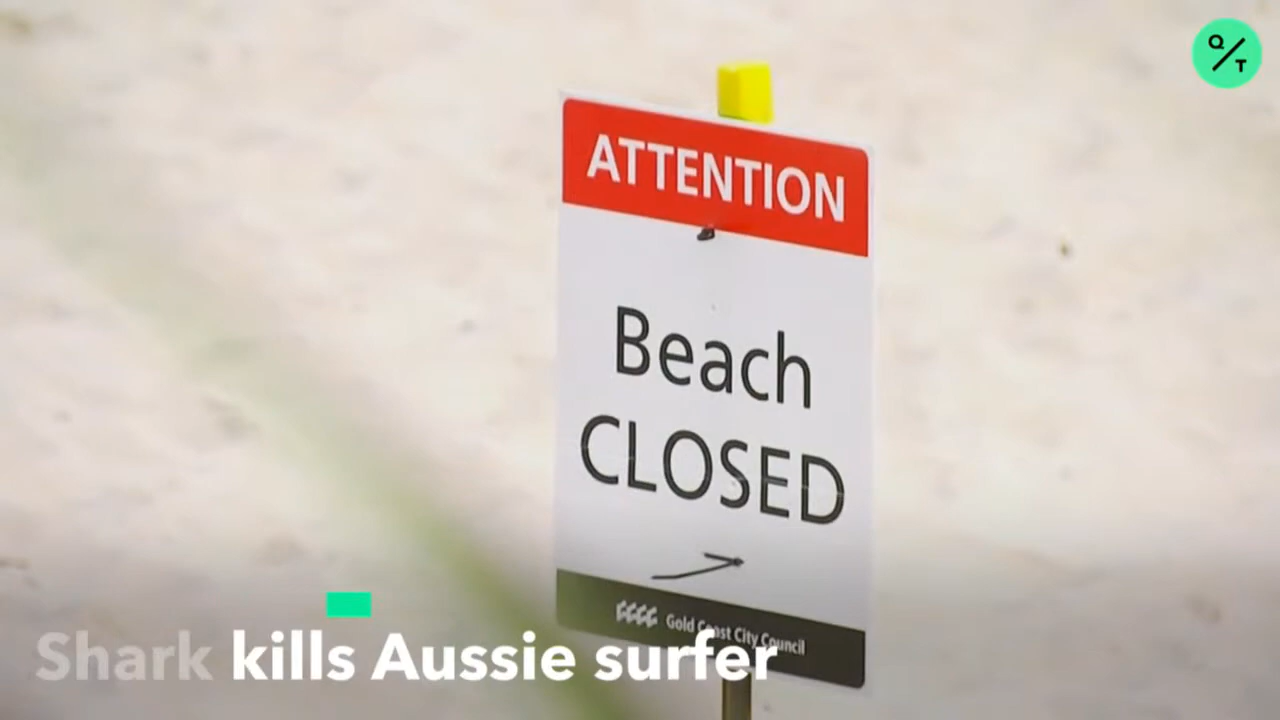 Q/T
ATTENTION
Beach
CLOSED
Gold Coast City Council
Shark kills Aussie surfer